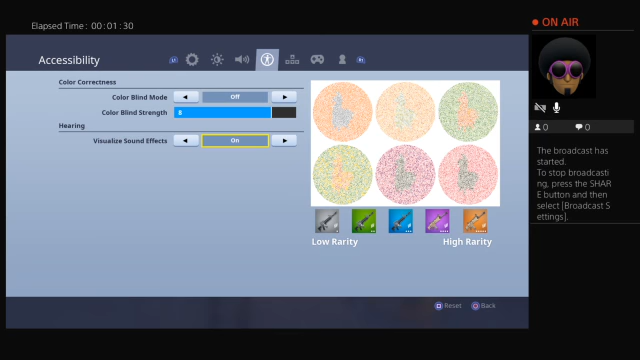 Elapsed Time : 00:01:30
ON AIR
Accessibility
L1
R1
Color Correctness
Color Blind Mode
Off
Color Blind Strength
8
Hearing
Visualize Sound Effects
On
Low Rarity
High Rarity
Reset
Back
0
0
The broadcast has
started.
To stop broadcasti
ng, press the SHAR
E button and then
select [Broadcast S
ettings].